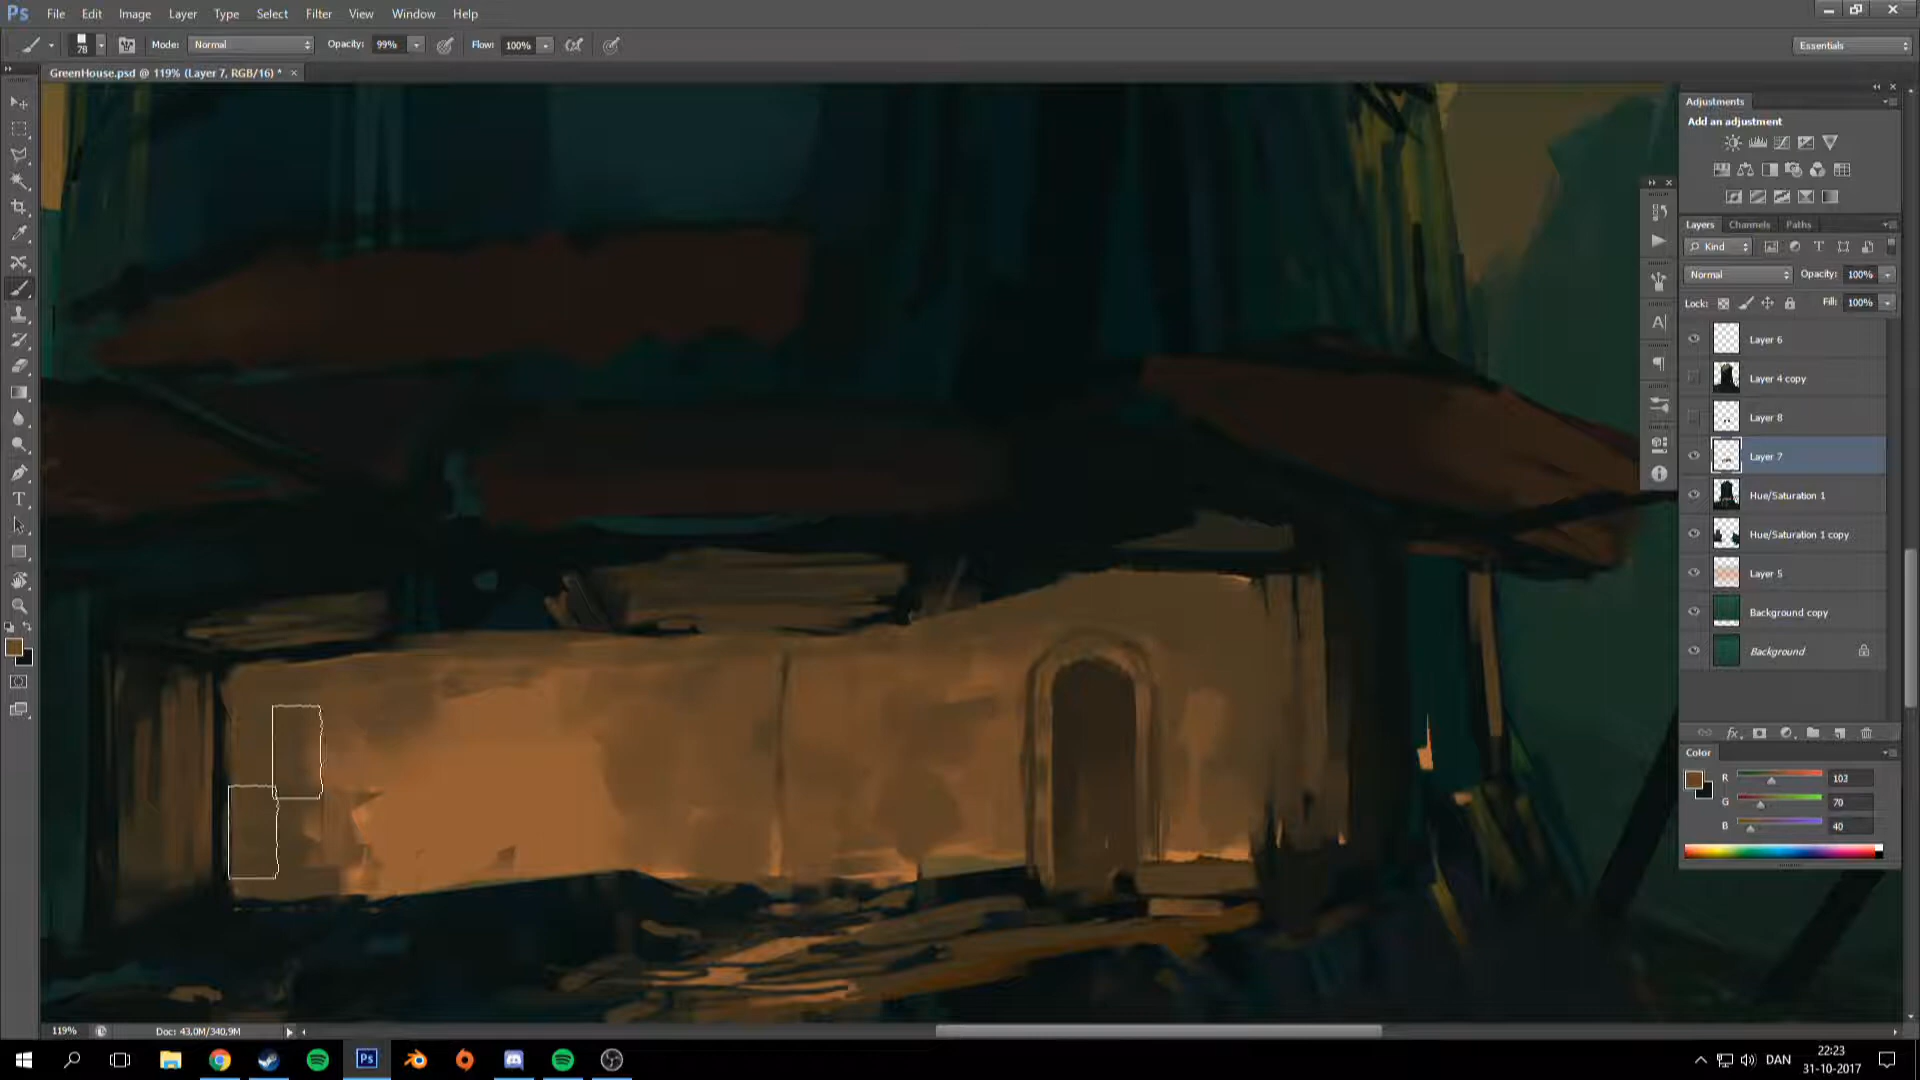 Ps File Edit Image Layer Type Select Filter 3D View Window Help
78 Mode: Normal Opacity: 99% Flow: 100% Essentials
GreenHouse.psd @ 119% (Layer 7, RGB/16) * ×
Adjustments
Add an adjustment
Layers Channels Paths
Kind
Normal Opacity: 100%
Lock: Fill: 100%
Layer 6
Layer 4 copy
Layer 8
Layer 7
Hue/Saturation 1
Hue/Saturation 1 copy
Layer 5
Background copy
Background
Color
R 103
G 70
B 40
119% Doc: 43,0M/340,9M
Ps DAN 22:23
31-10-2017